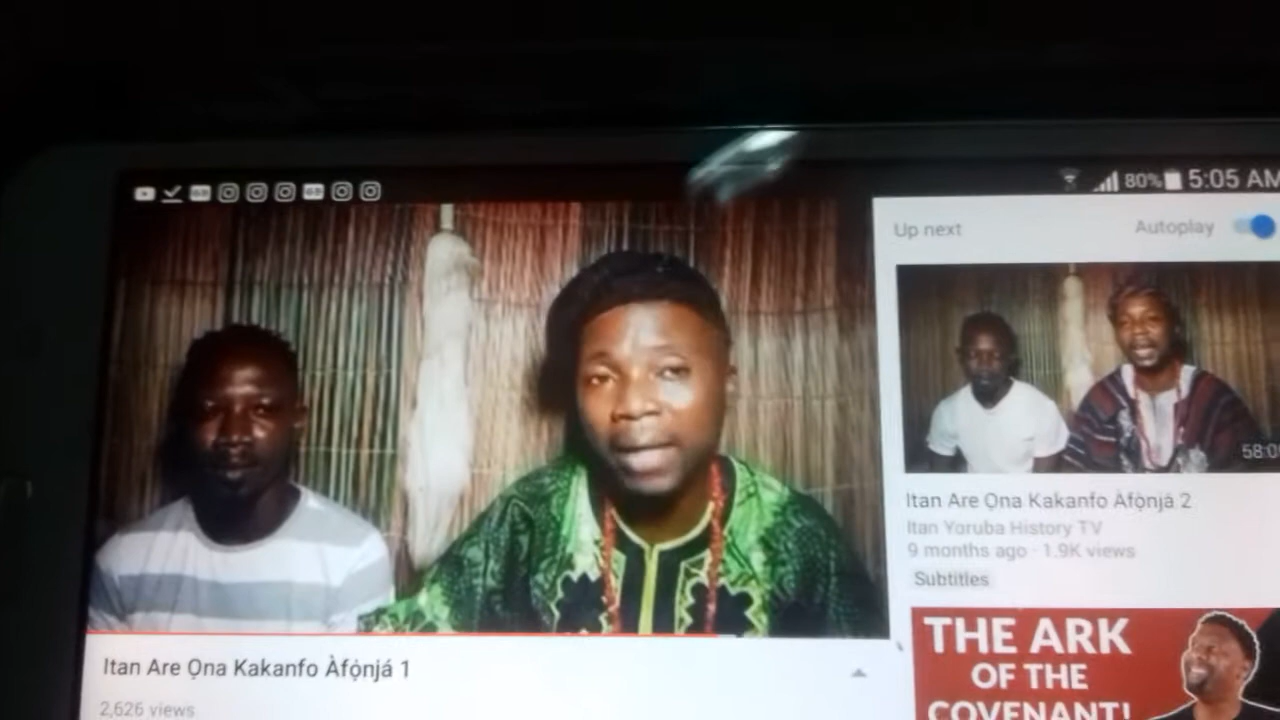 80% 5:05 AM
Up next Autoplay
58:0
Itan Are Ọna Kakanfo Àfọ̀njá 2
Itan Yoruba History TV
9 months ago · 1.9K views
Subtitles
Itan Are Ọna Kakanfo Àfọ̀njá 1
2,626 views
THE ARK
OF THE
COVENANT!